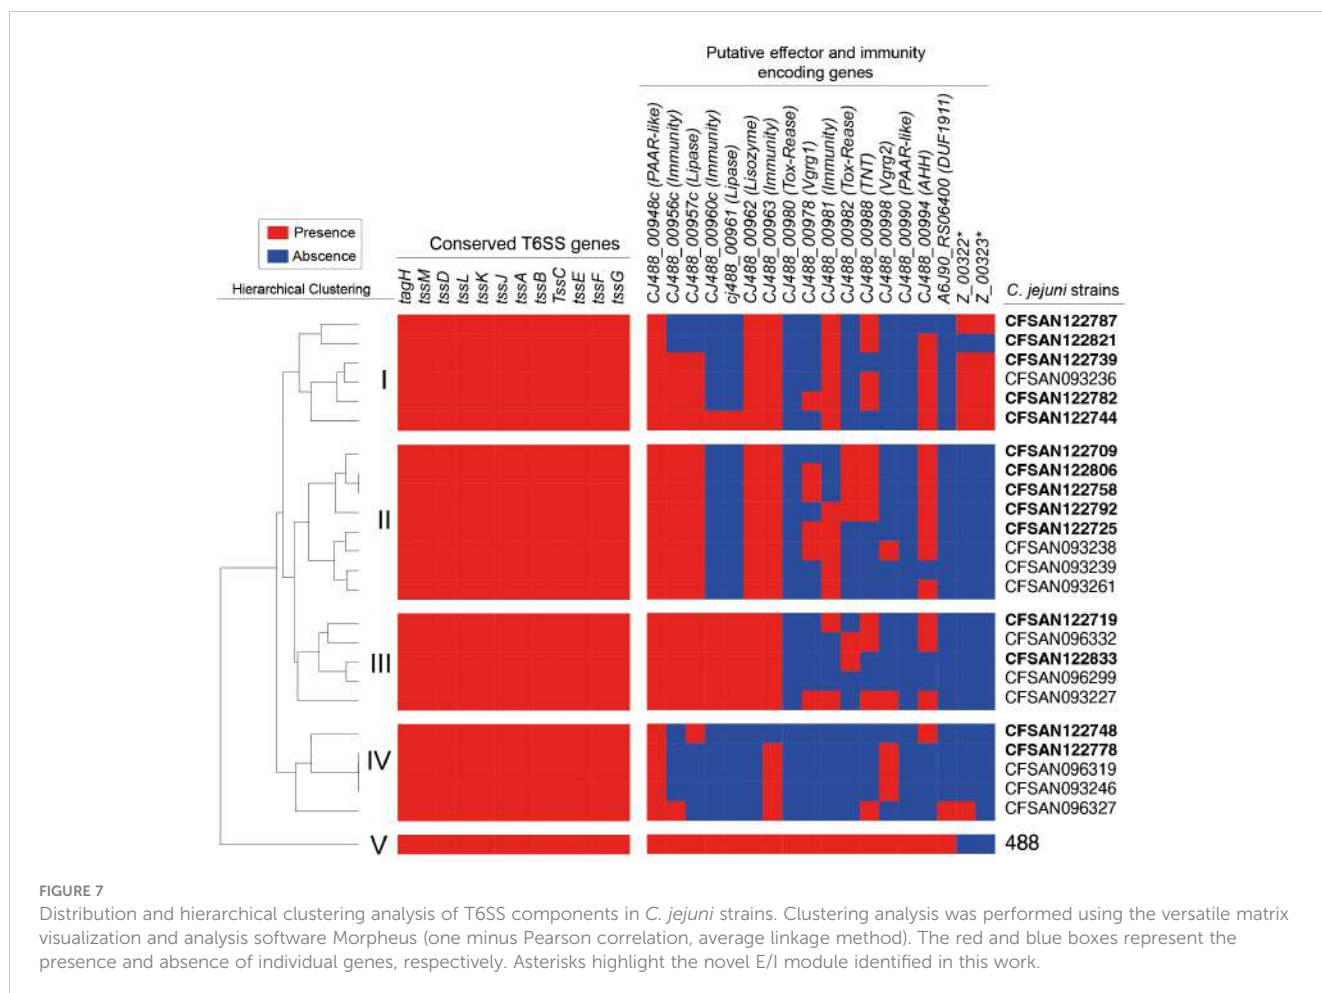 Putative effector and immunity
encoding genes
Presence
Abscence
Conserved T6SS genes
Hierarchical Clustering
tagH
tssM
tssD
tssL
tssK
tssJ
tssA
tssB
TssC
tssE
tssF
tssG
CJ488_00948c (PAAR-like)
CJ488_00956c (Immunity)
CJ488_00957c (Lipase)
CJ488_00960c (Immunity)
cj488_00961 (Lipase)
CJ488_00962 (Lisozyme)
CJ488_00963 (Immunity)
CJ488_00980 (Tox-Rease)
CJ488_00978 (Vgrg1)
CJ488_00981 (Immunity)
CJ488_00982 (Tox-Rease)
CJ488_00988 (TNT)
CJ488_00998 (Vgrg2)
CJ488_00990 (PAAR-like)
CJ488_00994 (AHH)
A6J90_RS06400 (DUF1911)
Z_00322*
Z_00323*
C. jejuni strains
I
CFSAN122787
CFSAN122821
CFSAN122739
CFSAN093236
CFSAN122782
CFSAN122744
II
CFSAN122709
CFSAN122806
CFSAN122758
CFSAN122792
CFSAN122725
CFSAN093238
CFSAN093239
CFSAN093261
III
CFSAN122719
CFSAN096332
CFSAN122833
CFSAN096299
CFSAN093227
IV
CFSAN122748
CFSAN122778
CFSAN096319
CFSAN093246
CFSAN096327
V
488
FIGURE 7
Distribution and hierarchical clustering analysis of T6SS components in C. jejuni strains. Clustering analysis was performed using the versatile matrix
visualization and analysis software Morpheus (one minus Pearson correlation, average linkage method). The red and blue boxes represent the
presence and absence of individual genes, respectively. Asterisks highlight the novel E/I module identified in this work.